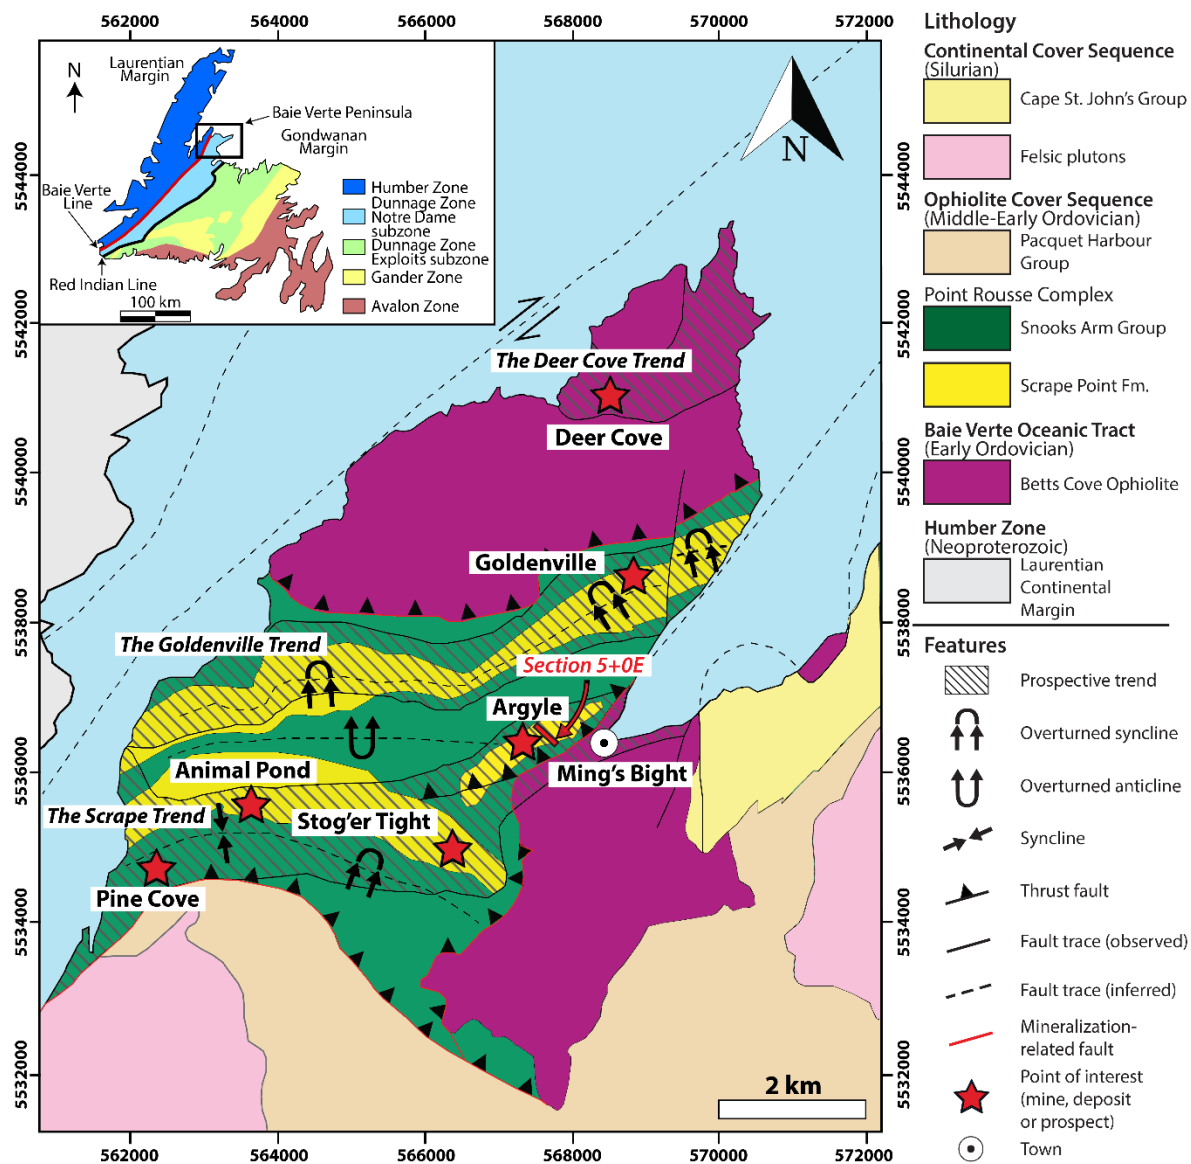 562000 564000 566000 568000 570000 572000
N
Laurentian
Margin
Baie Verte Peninsula
Gondwanan
Margin
Baie Verte
Line
Red Indian Line
100 km
Humber Zone
Dunnage Zone
Notre Dame
subzone
Dunnage Zone
Exploits subzone
Gander Zone
Avalon Zone
N
5544000 5544000
5542000 5542000
5540000 5540000
5538000 5538000
5536000 5536000
5534000 5534000
5532000 5532000
The Deer Cove Trend
Deer Cove
Goldenville
The Goldenville Trend
Section 5+0E
Argyle
Animal Pond
Ming's Bight
The Scrape Trend
Stog'er Tight
Pine Cove
2 km
562000 564000 566000 568000 570000 572000
Lithology
Continental Cover Sequence
(Silurian)
Cape St. John's Group
Felsic plutons
Ophiolite Cover Sequence
(Middle-Early Ordovician)
Pacquet Harbour
Group
Point Rousse Complex
Snooks Arm Group
Scrape Point Fm.
Baie Verte Oceanic Tract
(Early Ordovician)
Betts Cove Ophiolite
Humber Zone
(Neoproterozoic)
Laurentian
Continental
Margin
Features
Prospective trend
Overturned syncline
Overturned anticline
Syncline
Thrust fault
Fault trace (observed)
Fault trace (inferred)
Mineralization-
related fault
Point of interest
(mine, deposit
or prospect)
Town